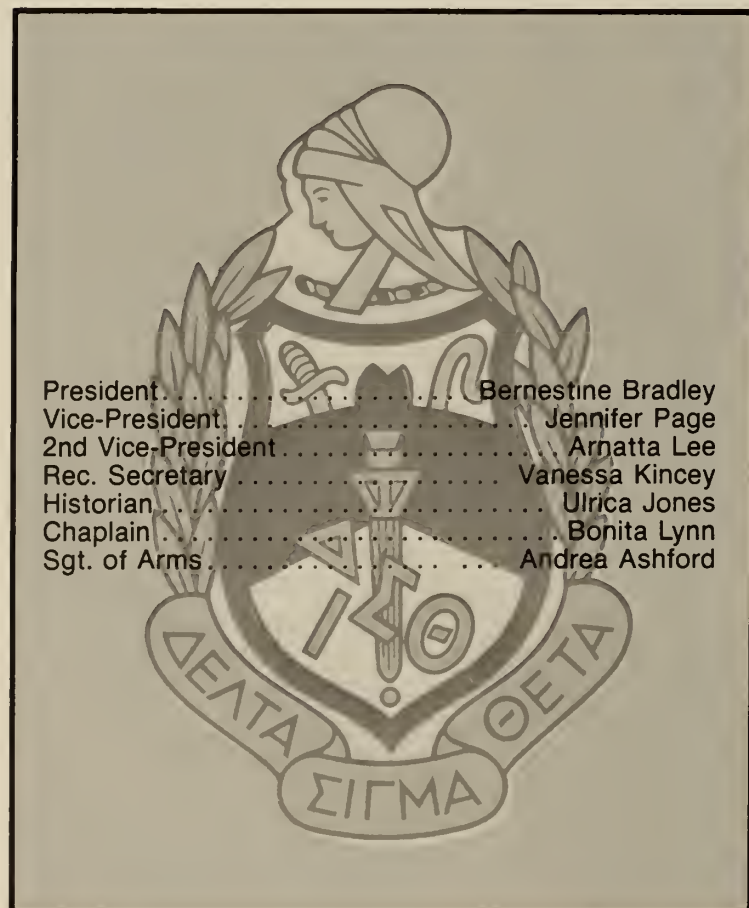 President.................... Bernestine Bradley
Vice-President.................... Jennifer Page
2nd Vice-President.................... Arnatta Lee
Rec. Secretary.................... Vanessa Kincey
Historian.................... Ulrica Jones
Chaplain.................... Bonita Lynn
Sgt. of Arms.................... Andrea Ashford
Δ
Ι Σ Θ
ΔΕΛΤΑ
ΣΙΓΜΑ
ΘΕΤΑ